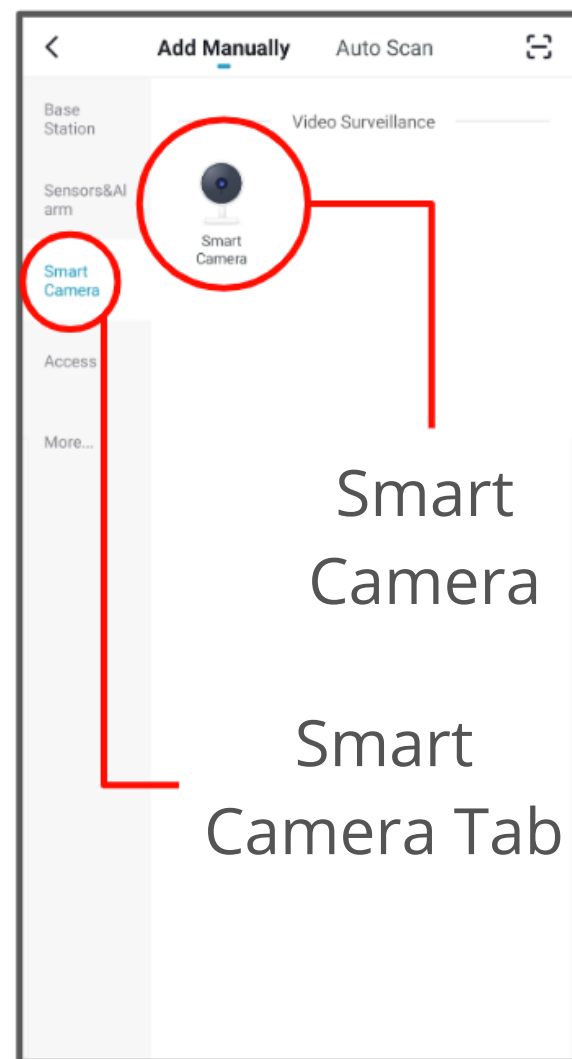 Add Manually Auto Scan
Base
Station
Sensors&Al
arm
Smart
Camera
Access
More...
Video Surveillance
Smart
Camera
Smart
Camera
Smart
Camera Tab